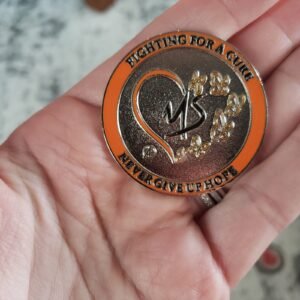 FIGHTING FOR A CURE
MS
NEVER GIVE UP HOPE